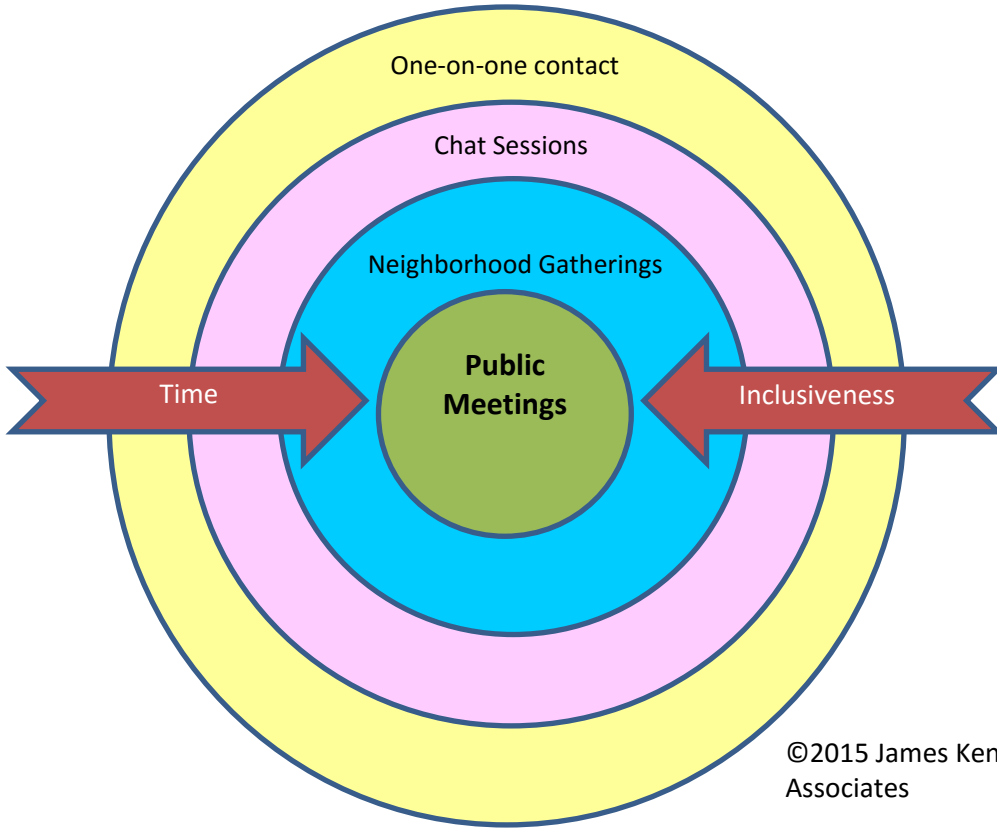 One-on-one contact
Chat Sessions
Neighborhood Gatherings
Public
Meetings
Time
Inclusiveness
©2015 James Ken
Associates